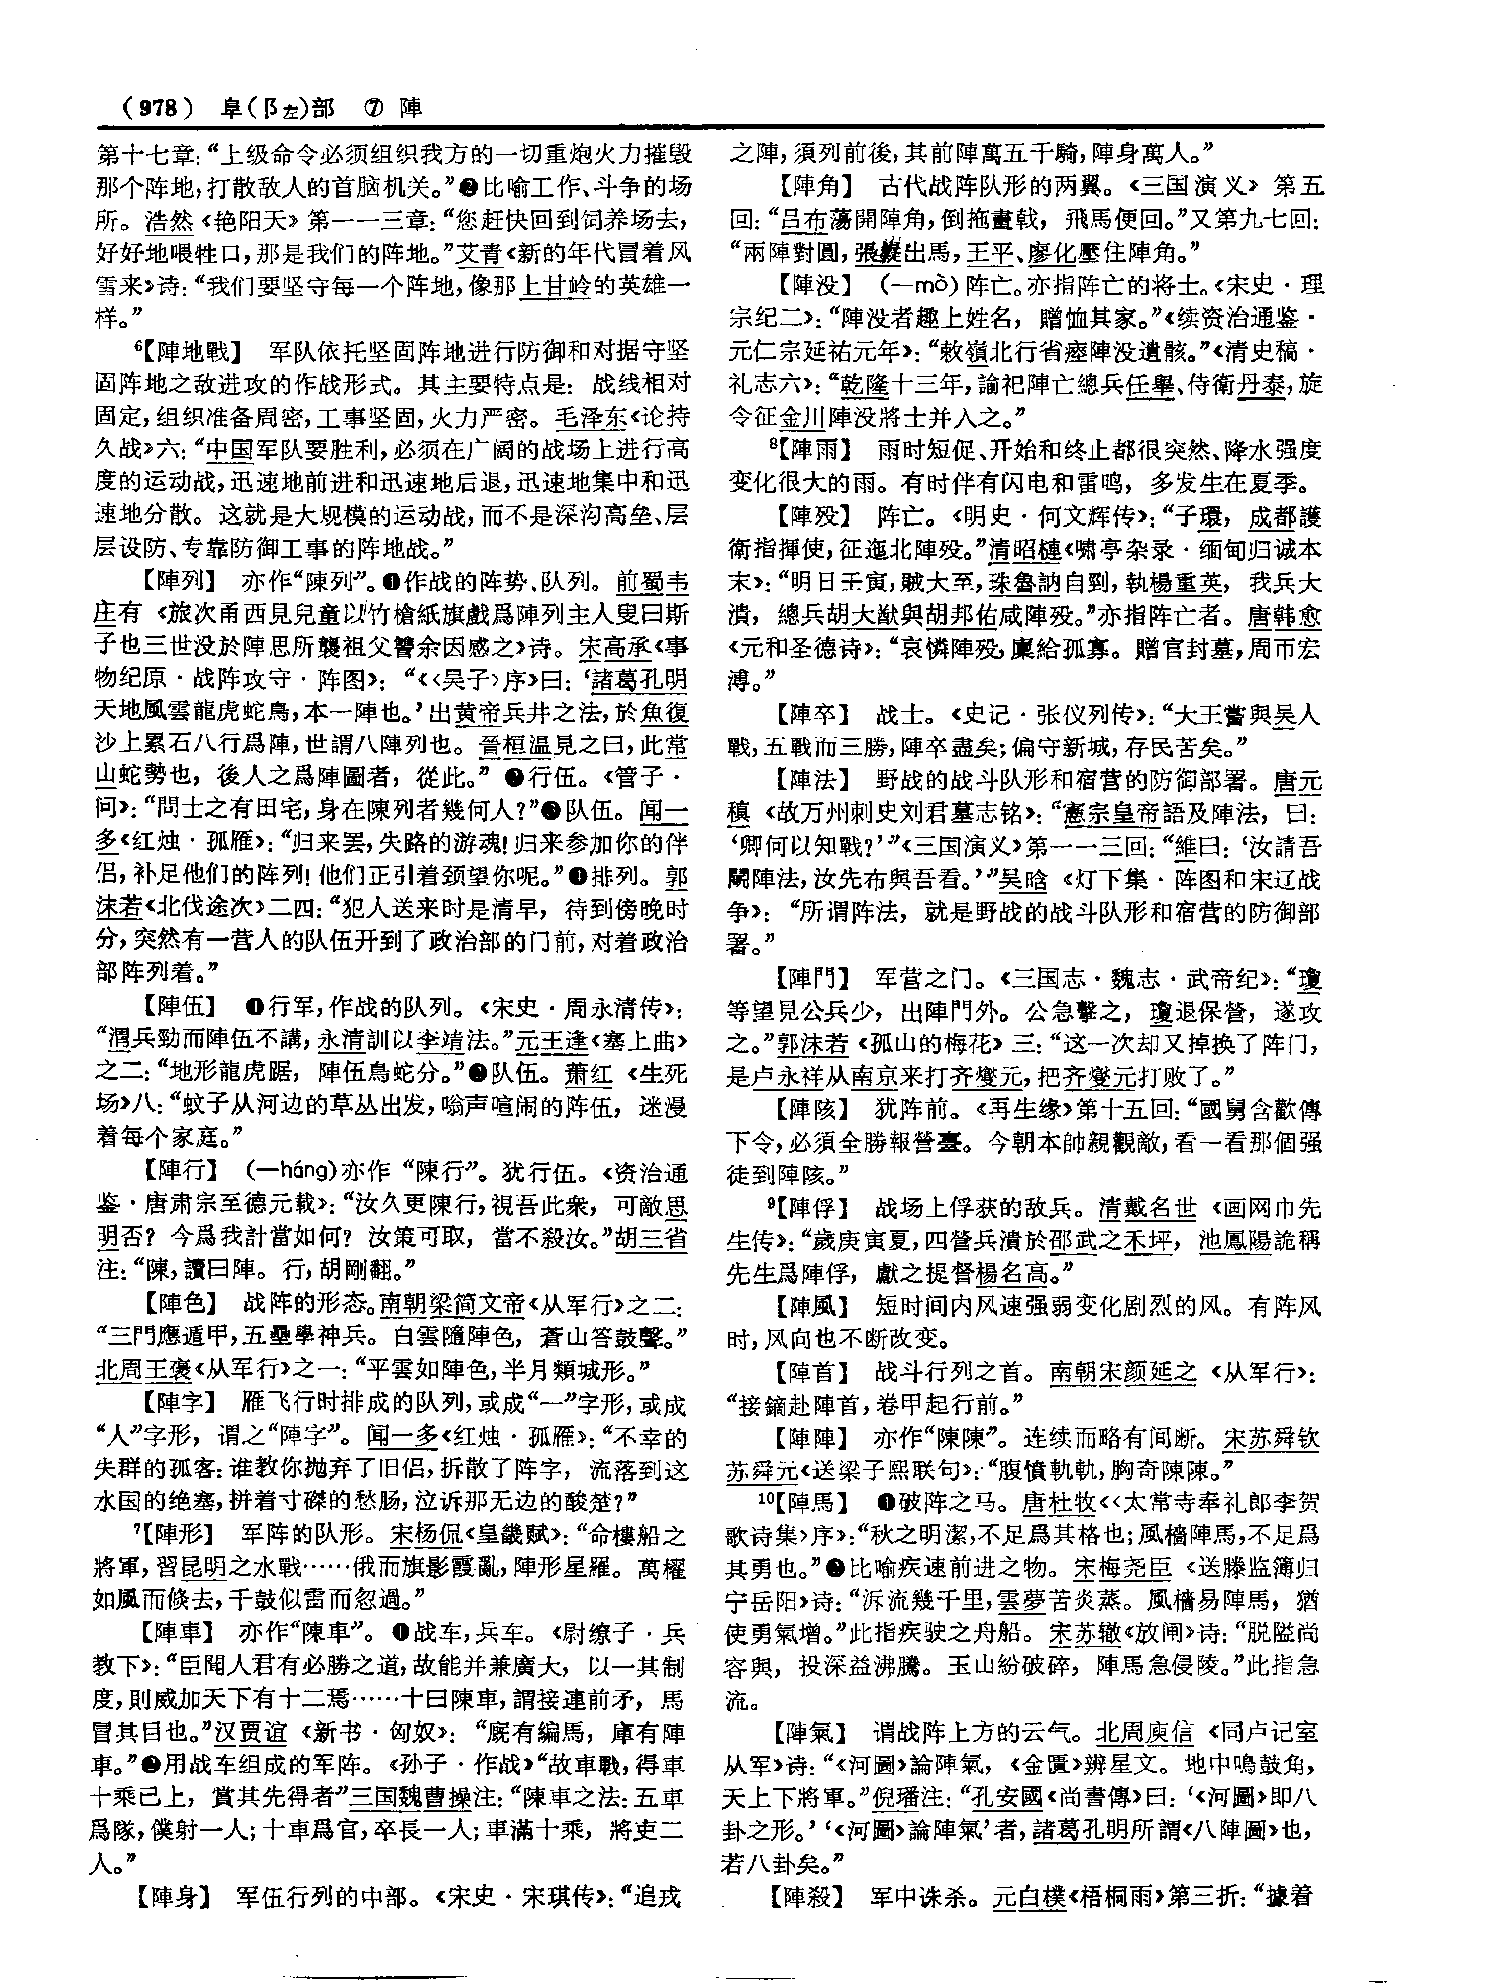 （978） 阜(阝左)部 ⑦ 陣
第十七章：“上级命令必须组织我方的一切重炮火力摧毁
那个阵地，打散敌人的首脑机关。”❷比喻工作、斗争的场
所。浩然《艳阳天》第一一三章：“您赶快回到饲养场去，
好好地喂牲口，那是我们的阵地。”艾青《新的年代冒着风
雪来》诗：“我们要坚守每一个阵地，像那上甘岭的英雄一
样。”
⁶【陣地戰】 军队依托坚固阵地进行防御和对据守坚
固阵地之敌进攻的作战形式。其主要特点是：战线相对
固定，组织准备周密，工事坚固，火力严密。毛泽东《论持
久战》六：“中国军队要胜利，必须在广阔的战场上进行高
度的运动战，迅速地前进和迅速地后退，迅速地集中和迅
速地分散。这就是大规模的运动战，而不是深沟高垒、层
层设防、专靠防御工事的阵地战。”
【陣列】 亦作“陳列”。❶作战的阵势、队列。前蜀韦
庄有《旅次甬西見兒童以竹槍紙旗戲爲陣列主人叟曰斯
子也三世没於陣思所襲祖父讐余因感之》诗。宋高承《事
物纪原·战阵攻守·阵图》：“《〈吴子〉序》曰：‘諸葛孔明
天地風雲龍虎蛇鳥，本一陣也。’出黄帝兵井之法，於魚復
沙上累石八行爲陣，世謂八陣列也。晉桓温見之曰，此常
山蛇勢也，後人之爲陣圖者，從此。”❷行伍。《管子·
问》：“問士之有田宅，身在陳列者幾何人？”❸队伍。闻一
多《红烛·孤雁》：“归来罢，失路的游魂！归来参加你的伴
侣，补足他们的阵列！他们正引着颈望你呢。”❹排列。郭
沫若《北伐途次》二四：“犯人送来时是清早，待到傍晚时
分，突然有一营人的队伍开到了政治部的门前，对着政治
部阵列着。”
【陣伍】 ❶行军，作战的队列。《宋史·周永清传》：
“渭兵勁而陣伍不講，永清訓以李靖法。”元王逢《塞上曲》
之二：“地形龍虎踞，陣伍鳥蛇分。”❷队伍。萧红《生死
场》八：“蚊子从河边的草丛出发，嗡声喧闹的阵伍，迷漫
着每个家庭。”
【陣行】 （—háng）亦作“陳行”。犹行伍。《资治通
鉴·唐肃宗至德元载》：“汝久更陳行，視吾此衆，可敵思
明否？今爲我計當如何？汝策可取，當不殺汝。”胡三省
注：“陳，讀曰陣。行，胡剛翻。”
【陣色】 战阵的形态。南朝梁简文帝《从军行》之二：
“三門應遁甲，五壘學神兵。白雲隨陣色，蒼山答鼓聲。”
北周王褒《从军行》之一：“平雲如陣色，半月類城形。”
【陣字】 雁飞行时排成的队列，或成“一”字形，或成
“人”字形，谓之“陣字”。闻一多《红烛·孤雁》：“不幸的
失群的孤客：谁教你抛弃了旧侣，拆散了阵字，流落到这
水国的绝塞，拼着寸磔的愁肠，泣诉那无边的酸楚？”
⁷【陣形】 军阵的队形。宋杨侃《皇畿赋》：“命樓船之
將軍，習昆明之水戰……俄而旗影霞亂，陣形星羅。萬櫂
如風而倏去，千鼓似雷而忽過。”
【陣車】 亦作“陳車”。❶战车，兵车。《尉缭子·兵
教下》：“臣聞人君有必勝之道，故能并兼廣大，以一其制
度，則威加天下有十二焉……十曰陳車，謂接連前矛，馬
冒其目也。”汉贾谊《新书·匈奴》：“厩有編馬，庫有陣
車。”❷用战车组成的军阵。《孙子·作战》“故車戰，得車
十乘已上，賞其先得者”三国魏曹操注：“陳車之法：五車
爲隊，僕射一人；十車爲官，卒長一人；車滿十乘，將吏二
人。”
【陣身】 军伍行列的中部。《宋史·宋琪传》：“追戎
之陣，須列前後，其前陣萬五千騎，陣身萬人。”
【陣角】 古代战阵队形的两翼。《三国演义》第五
回：“吕布蕩開陣角，倒拖畫戟，飛馬便回。”又第九七回：
“兩陣對圓，張嶷出馬，王平、廖化壓住陣角。”
【陣没】 （—mò）阵亡。亦指阵亡的将士。《宋史·理
宗纪二》：“陣没者趣上姓名，贈恤其家。”《续资治通鉴·
元仁宗延祐元年》：“敕嶺北行省瘞陣没遺骸。”《清史稿·
礼志六》：“乾隆十三年，諭祀陣亡總兵任舉、侍衛丹泰，旋
令征金川陣没將士并入之。”
⁸【陣雨】 雨时短促、开始和终止都很突然、降水强度
变化很大的雨。有时伴有闪电和雷鸣，多发生在夏季。
【陣殁】 阵亡。《明史·何文辉传》：“子環，成都護
衛指揮使，征迤北陣殁。”清昭槤《啸亭杂录·缅甸归诚本
末》：“明日壬寅，賊大至，珠魯訥自剄，執楊重英，我兵大
潰，總兵胡大猷與胡邦佑咸陣殁。”亦指阵亡者。唐韩愈
《元和圣德诗》：“哀憐陣殁，廩給孤寡。贈官封墓，周帀宏
溥。”
【陣卒】 战士。《史记·张仪列传》：“大王嘗與吴人
戰，五戰而三勝，陣卒盡矣；偏守新城，存民苦矣。”
【陣法】 野战的战斗队形和宿营的防御部署。唐元
稹《故万州刺史刘君墓志铭》：“憲宗皇帝語及陣法，曰：
‘卿何以知戰？’”《三国演义》第一一三回：“維曰：‘汝請吾
鬭陣法，汝先布與吾看。’”吴晗《灯下集·阵图和宋辽战
争》：“所谓阵法，就是野战的战斗队形和宿营的防御部
署。”
【陣門】 军营之门。《三国志·魏志·武帝纪》：“瓊
等望見公兵少，出陣門外。公急擊之，瓊退保營，遂攻
之。”郭沫若《孤山的梅花》三：“这一次却又掉换了阵门，
是卢永祥从南京来打齐燮元，把齐燮元打败了。”
【陣陔】 犹阵前。《再生缘》第十五回：“國舅含歡傳
下令，必須全勝報營臺。今朝本帥親觀敵，看一看那個强
徒到陣陔。”
⁹【陣俘】 战场上俘获的敌兵。清戴名世《画网巾先
生传》：“歲庚寅夏，四營兵潰於邵武之禾坪，池鳳陽詭稱
先生爲陣俘，獻之提督楊名高。”
【陣風】 短时间内风速强弱变化剧烈的风。有阵风
时，风向也不断改变。
【陣首】 战斗行列之首。南朝宋颜延之《从军行》：
“接鏑赴陣首，卷甲起行前。”
【陣陣】 亦作“陳陳”。连续而略有间断。宋苏舜钦
苏舜元《送梁子熙联句》：“腹憤軌軌，胸奇陳陳。”
¹⁰【陣馬】 ❶破阵之马。唐杜牧《〈太常寺奉礼郎李贺
歌诗集〉序》：“秋之明潔，不足爲其格也；風檣陣馬，不足爲
其勇也。”❷比喻疾速前进之物。宋梅尧臣《送滕监簿归
宁岳阳》诗：“泝流幾千里，雲夢苦炎蒸。風檣易陣馬，猶
使勇氣增。”此指疾驶之舟船。宋苏辙《放闸》诗：“脱隘尚
容與，投深益沸騰。玉山紛破碎，陣馬急侵陵。”此指急
流。
【陣氣】 谓战阵上方的云气。北周庾信《同卢记室
从军》诗：“《河圖》論陣氣，《金匱》辨星文。地中鳴鼓角，
天上下將軍。”倪璠注：“孔安國《尚書傳》曰：‘《河圖》即八
卦之形。’‘《河圖》論陣氣’者，諸葛孔明所謂《八陣圖》也，
若八卦矣。”
【陣殺】 军中诛杀。元白樸《梧桐雨》第三折：“據着